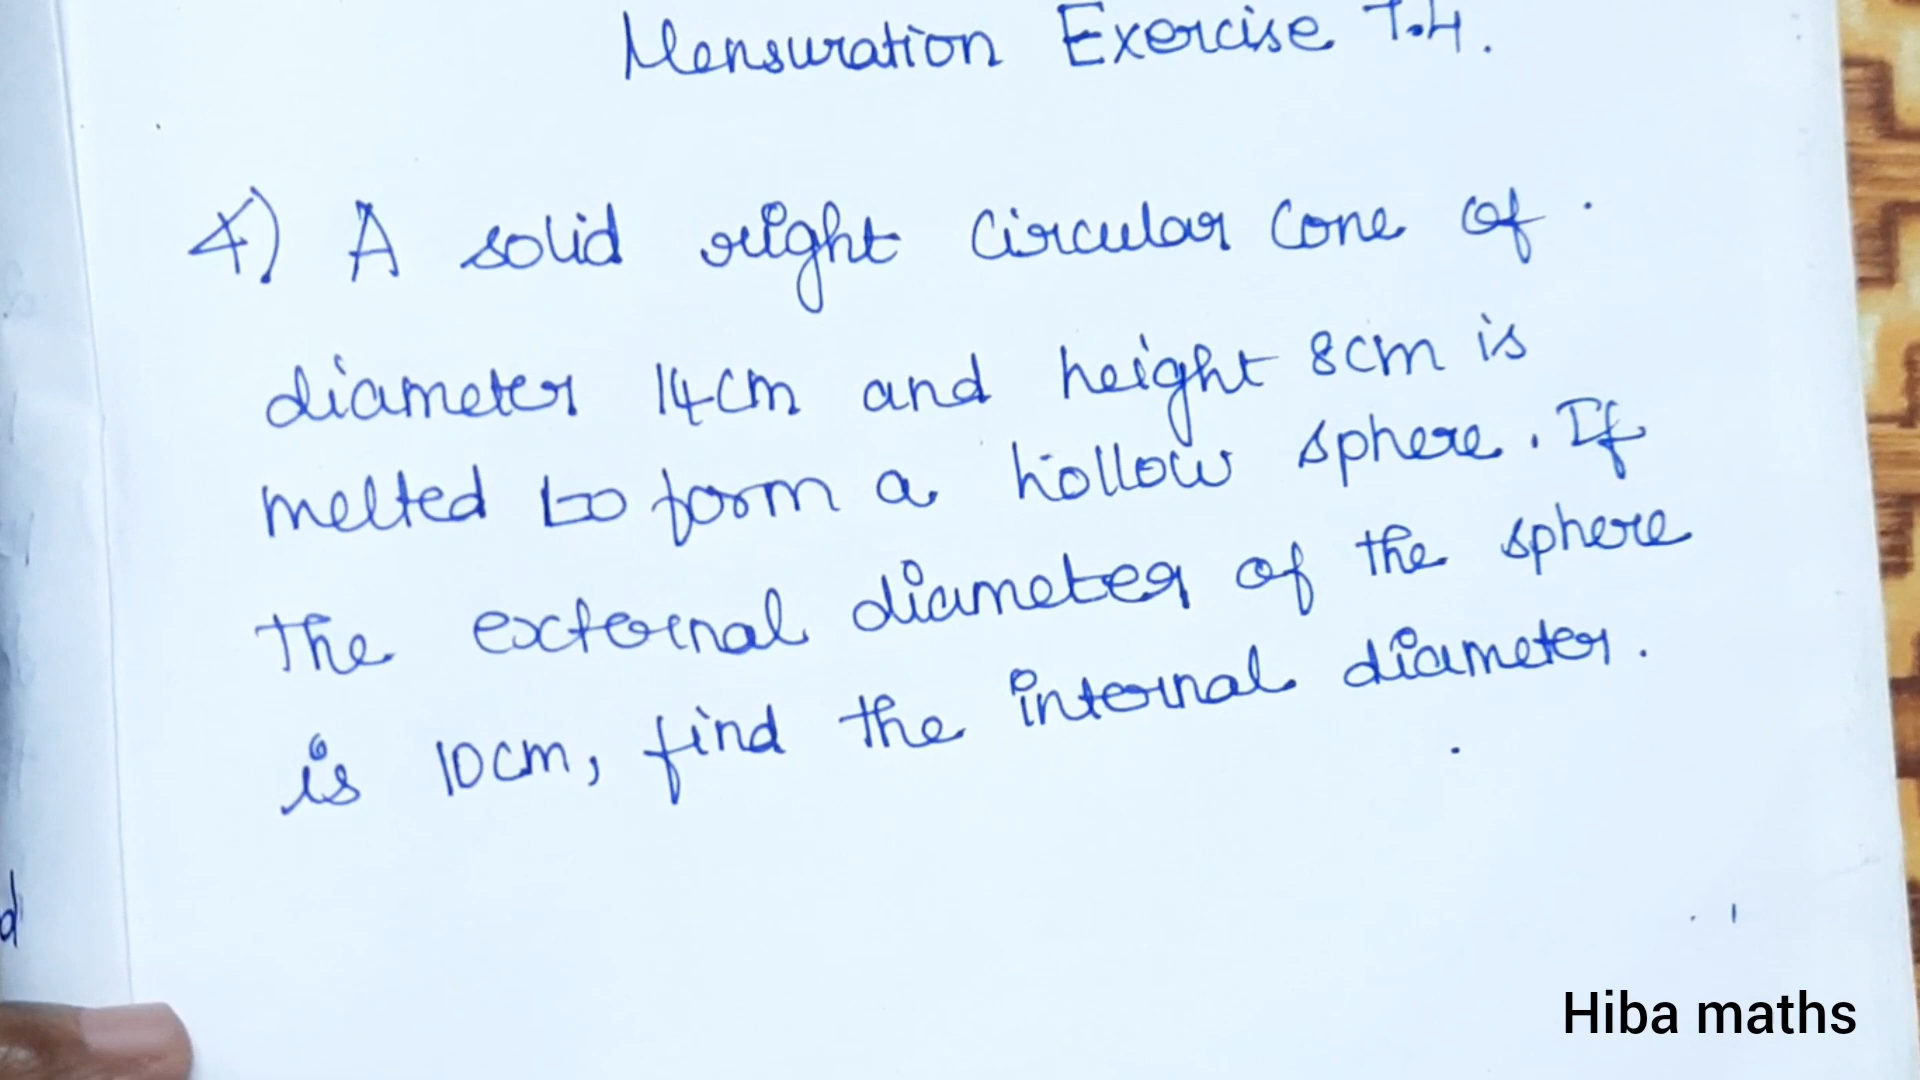 Mensuration Exercise 7.4.
4) A solid right circular cone of
diameter 14cm and height 8cm is
melted to form a hollow sphere. If
the external diameter of the sphere
is 10cm, find the internal diameter.
d
Hiba maths